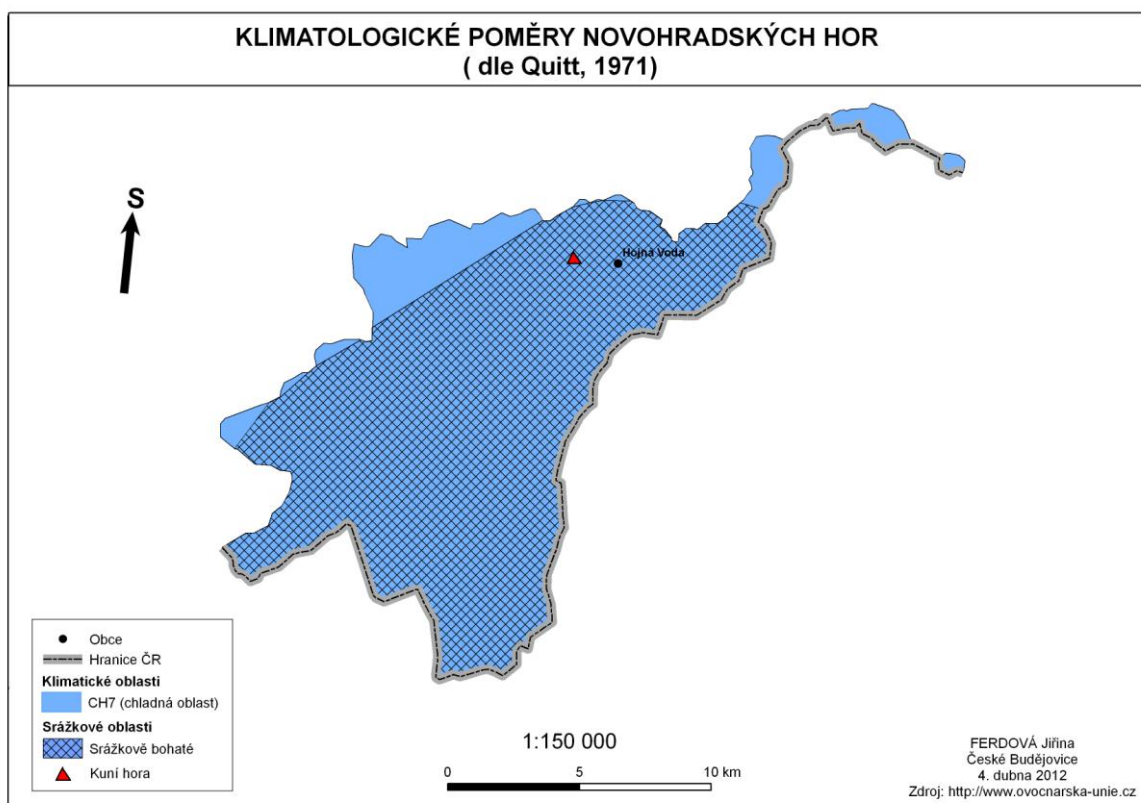 KLIMATOLOGICKÉ POMĚRY NOVOHRADSKÝCH HOR
( dle Quitt, 1971)
S
Hojná Voda
Obce
Hranice ČR
Klimatické oblasti
CH7 (chladná oblast)
Srážkové oblasti
Srážkově bohaté
Kuní hora
1:150 000
0 5 10 km
FERDOVÁ Jiřina
České Budějovice
4. dubna 2012
Zdroj: http://www.ovocnarska-unie.cz